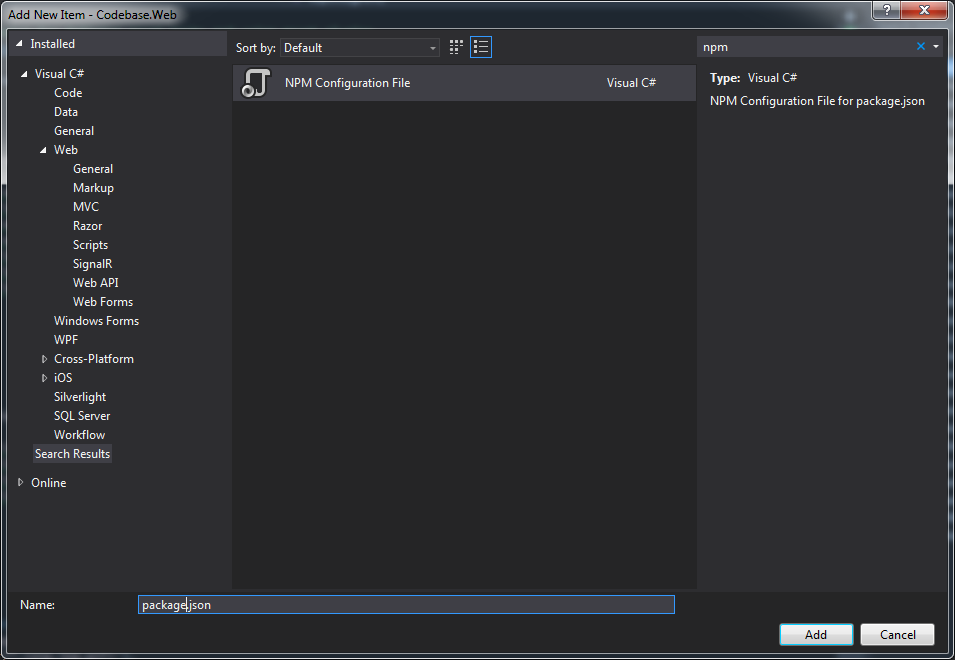 Add New Item - Codebase.Web
?
Installed
Sort by: Default
npm
Visual C#
Code
Data
General
Web
General
Markup
MVC
Razor
Scripts
SignalR
Web API
Web Forms
Windows Forms
WPF
Cross-Platform
iOS
Silverlight
SQL Server
Workflow
Search Results
Online
NPM Configuration File Visual C#
Type: Visual C#
NPM Configuration File for package.json
Name: package.json
Add Cancel